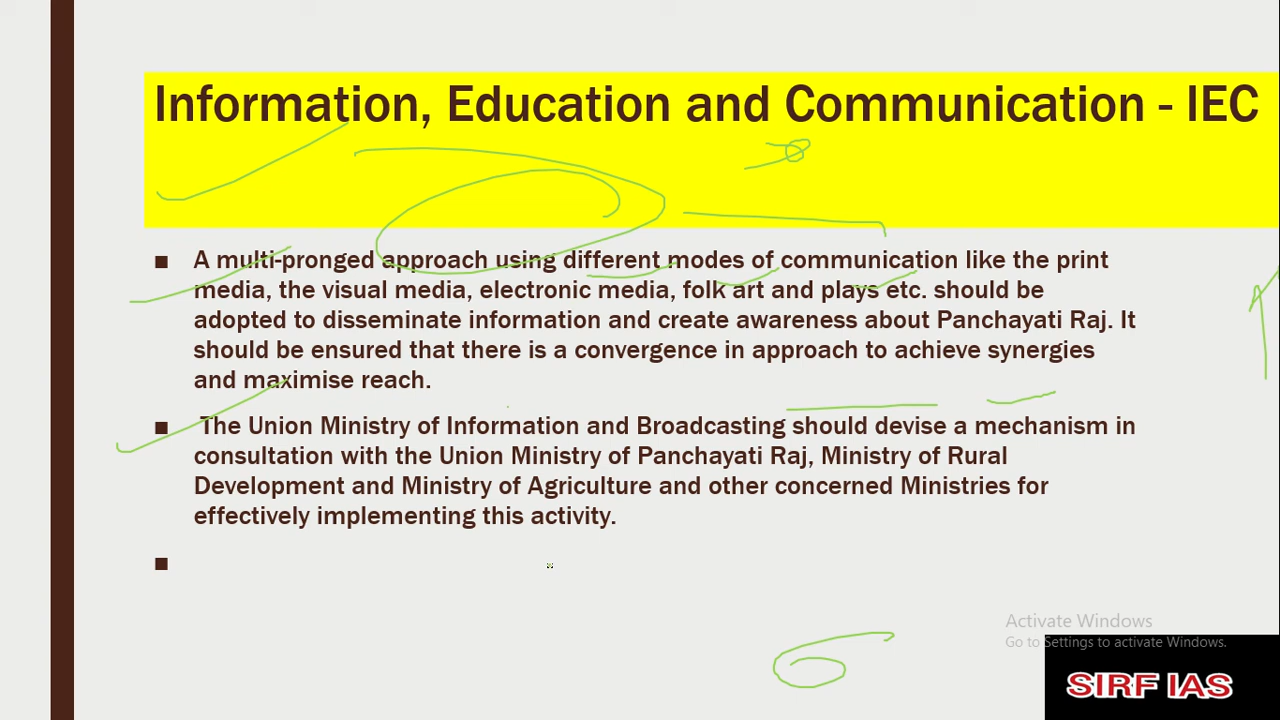 Information, Education and Communication - IEC
■ A multi-pronged approach using different modes of communication like the print
media, the visual media, electronic media, folk art and plays etc. should be
adopted to disseminate information and create awareness about Panchayati Raj. It
should be ensured that there is a convergence in approach to achieve synergies
and maximise reach.
■ The Union Ministry of Information and Broadcasting should devise a mechanism in
consultation with the Union Ministry of Panchayati Raj, Ministry of Rural
Development and Ministry of Agriculture and other concerned Ministries for
effectively implementing this activity.
■
Activate Windows
Go to Settings to activate Windows.
SIRF IAS